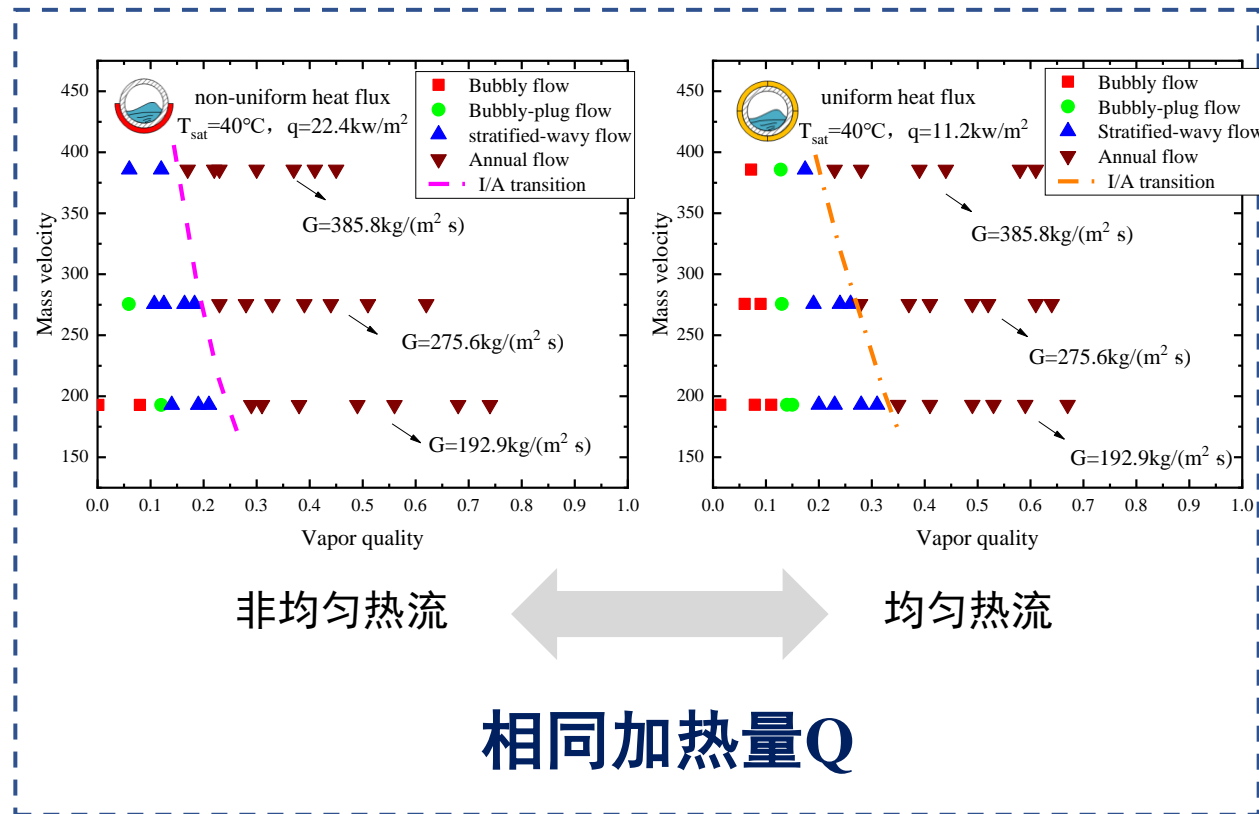 475
450
425
400
375
350
325
300
275
250
225
200
175
150
Mass velocity
non-uniform heat flux
Tsat=40℃，q=22.4kw/m²
Bubbly flow
Bubbly-plug flow
stratified-wavy flow
Annual flow
I/A transition
G=385.8kg/(m² s)
G=275.6kg/(m² s)
G=192.9kg/(m² s)
0.0 0.1 0.2 0.3 0.4 0.5 0.6 0.7 0.8 0.9 1.0
Vapor quality
450
400
350
300
250
200
150
Mass velocity
uniform heat flux
Tsat=40℃，q=11.2kw/m²
Bubbly flow
Bubbly-plug flow
Stratified-wavy flow
Annual flow
I/A transition
G=385.8kg/(m² s)
G=275.6kg/(m² s)
G=192.9kg/(m² s)
0.0 0.1 0.2 0.3 0.4 0.5 0.6 0.7 0.8 0.9 1.0
Vapor quality
非均匀热流
均匀热流
相同加热量Q